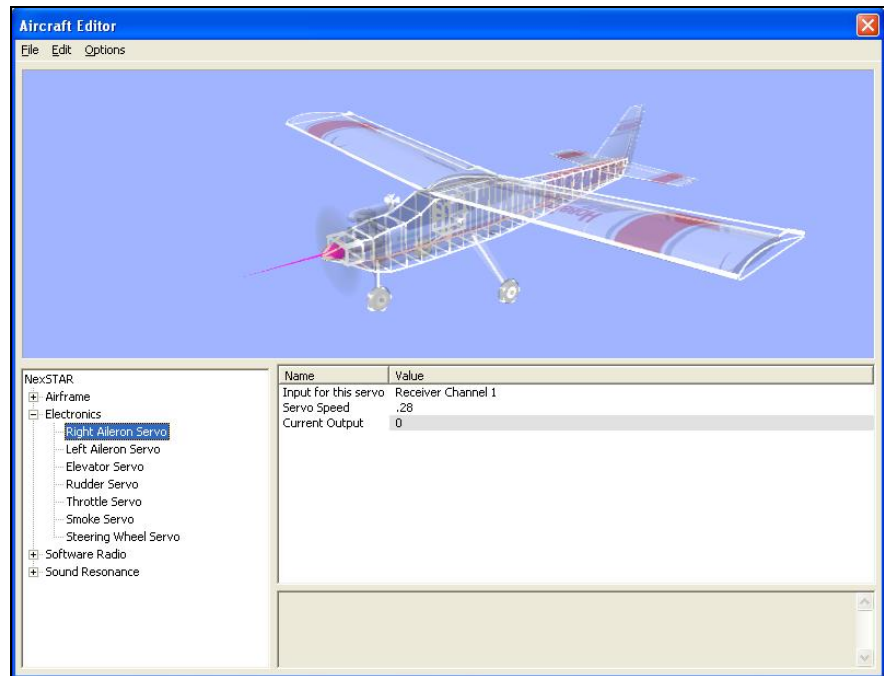 Aircraft Editor
File Edit Options
NexSTAR
Airframe
Electronics
Right Aileron Servo
Left Aileron Servo
Elevator Servo
Rudder Servo
Throttle Servo
Smoke Servo
Steering Wheel Servo
Software Radio
Sound Resonance
Name Value
Input for this servo Receiver Channel 1
Servo Speed .28
Current Output 0